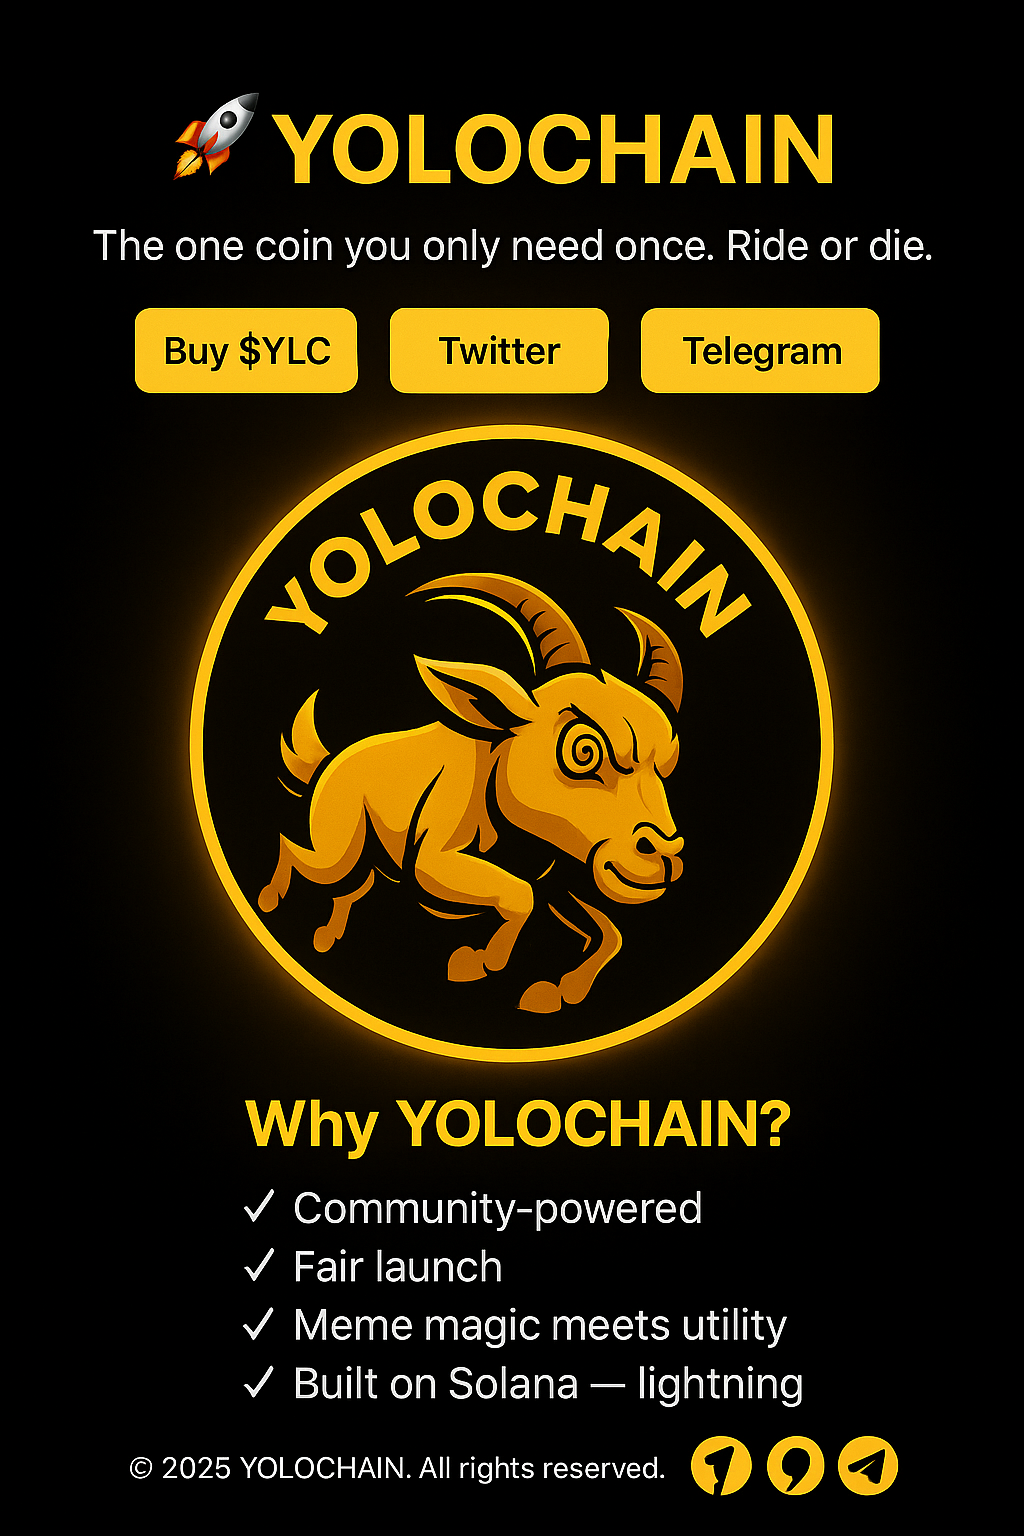 🚀 YOLOCHAIN
The one coin you only need once. Ride or die.
Buy $YLC
Twitter
Telegram
YOLOCHAIN
Why YOLOCHAIN?
✓ Community-powered
✓ Fair launch
✓ Meme magic meets utility
✓ Built on Solana — lightning
© 2025 YOLOCHAIN. All rights reserved.